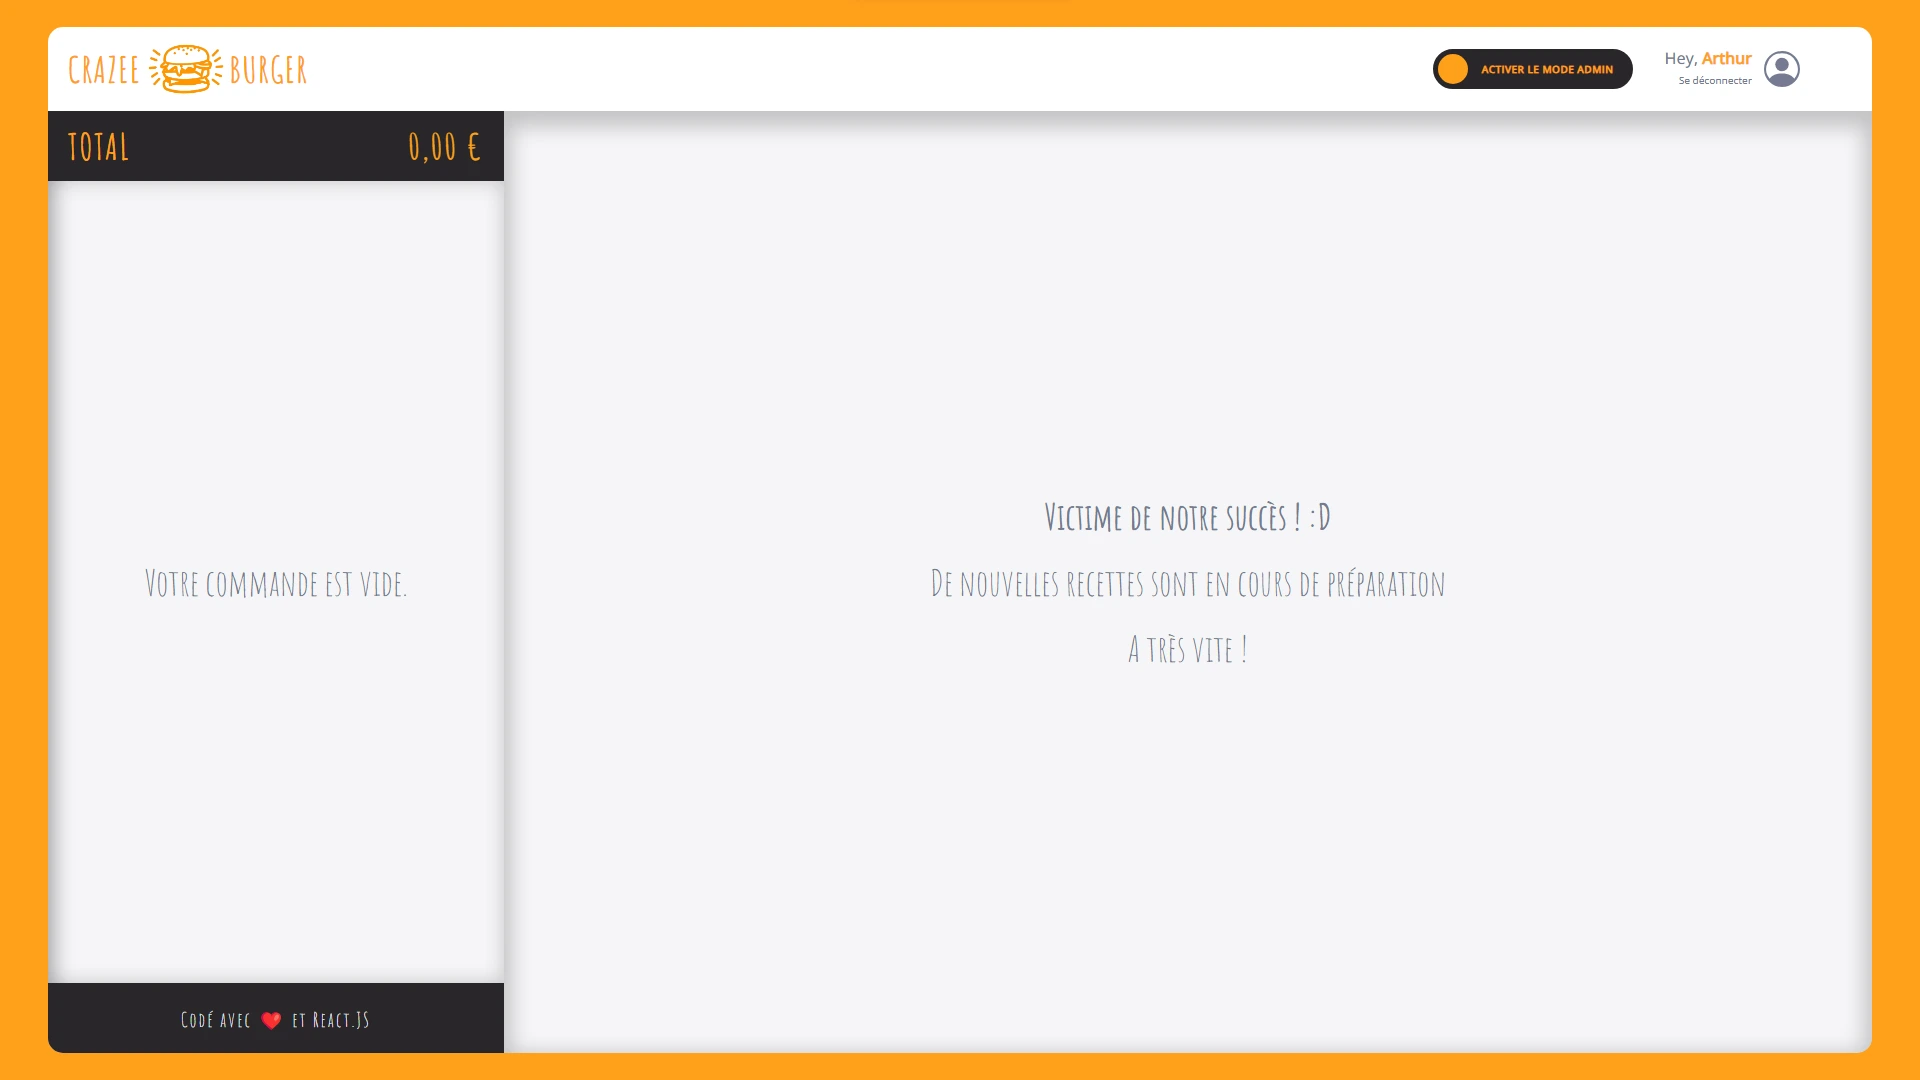 CRAZEE BURGER
ACTIVER LE MODE ADMIN
Hey, Arthur
Se déconnecter
TOTAL 0,00 €
Votre commande est vide.
Victime de notre succès ! :D
De nouvelles recettes sont en cours de préparation
A très vite !
Codé avec ❤️ et React.JS